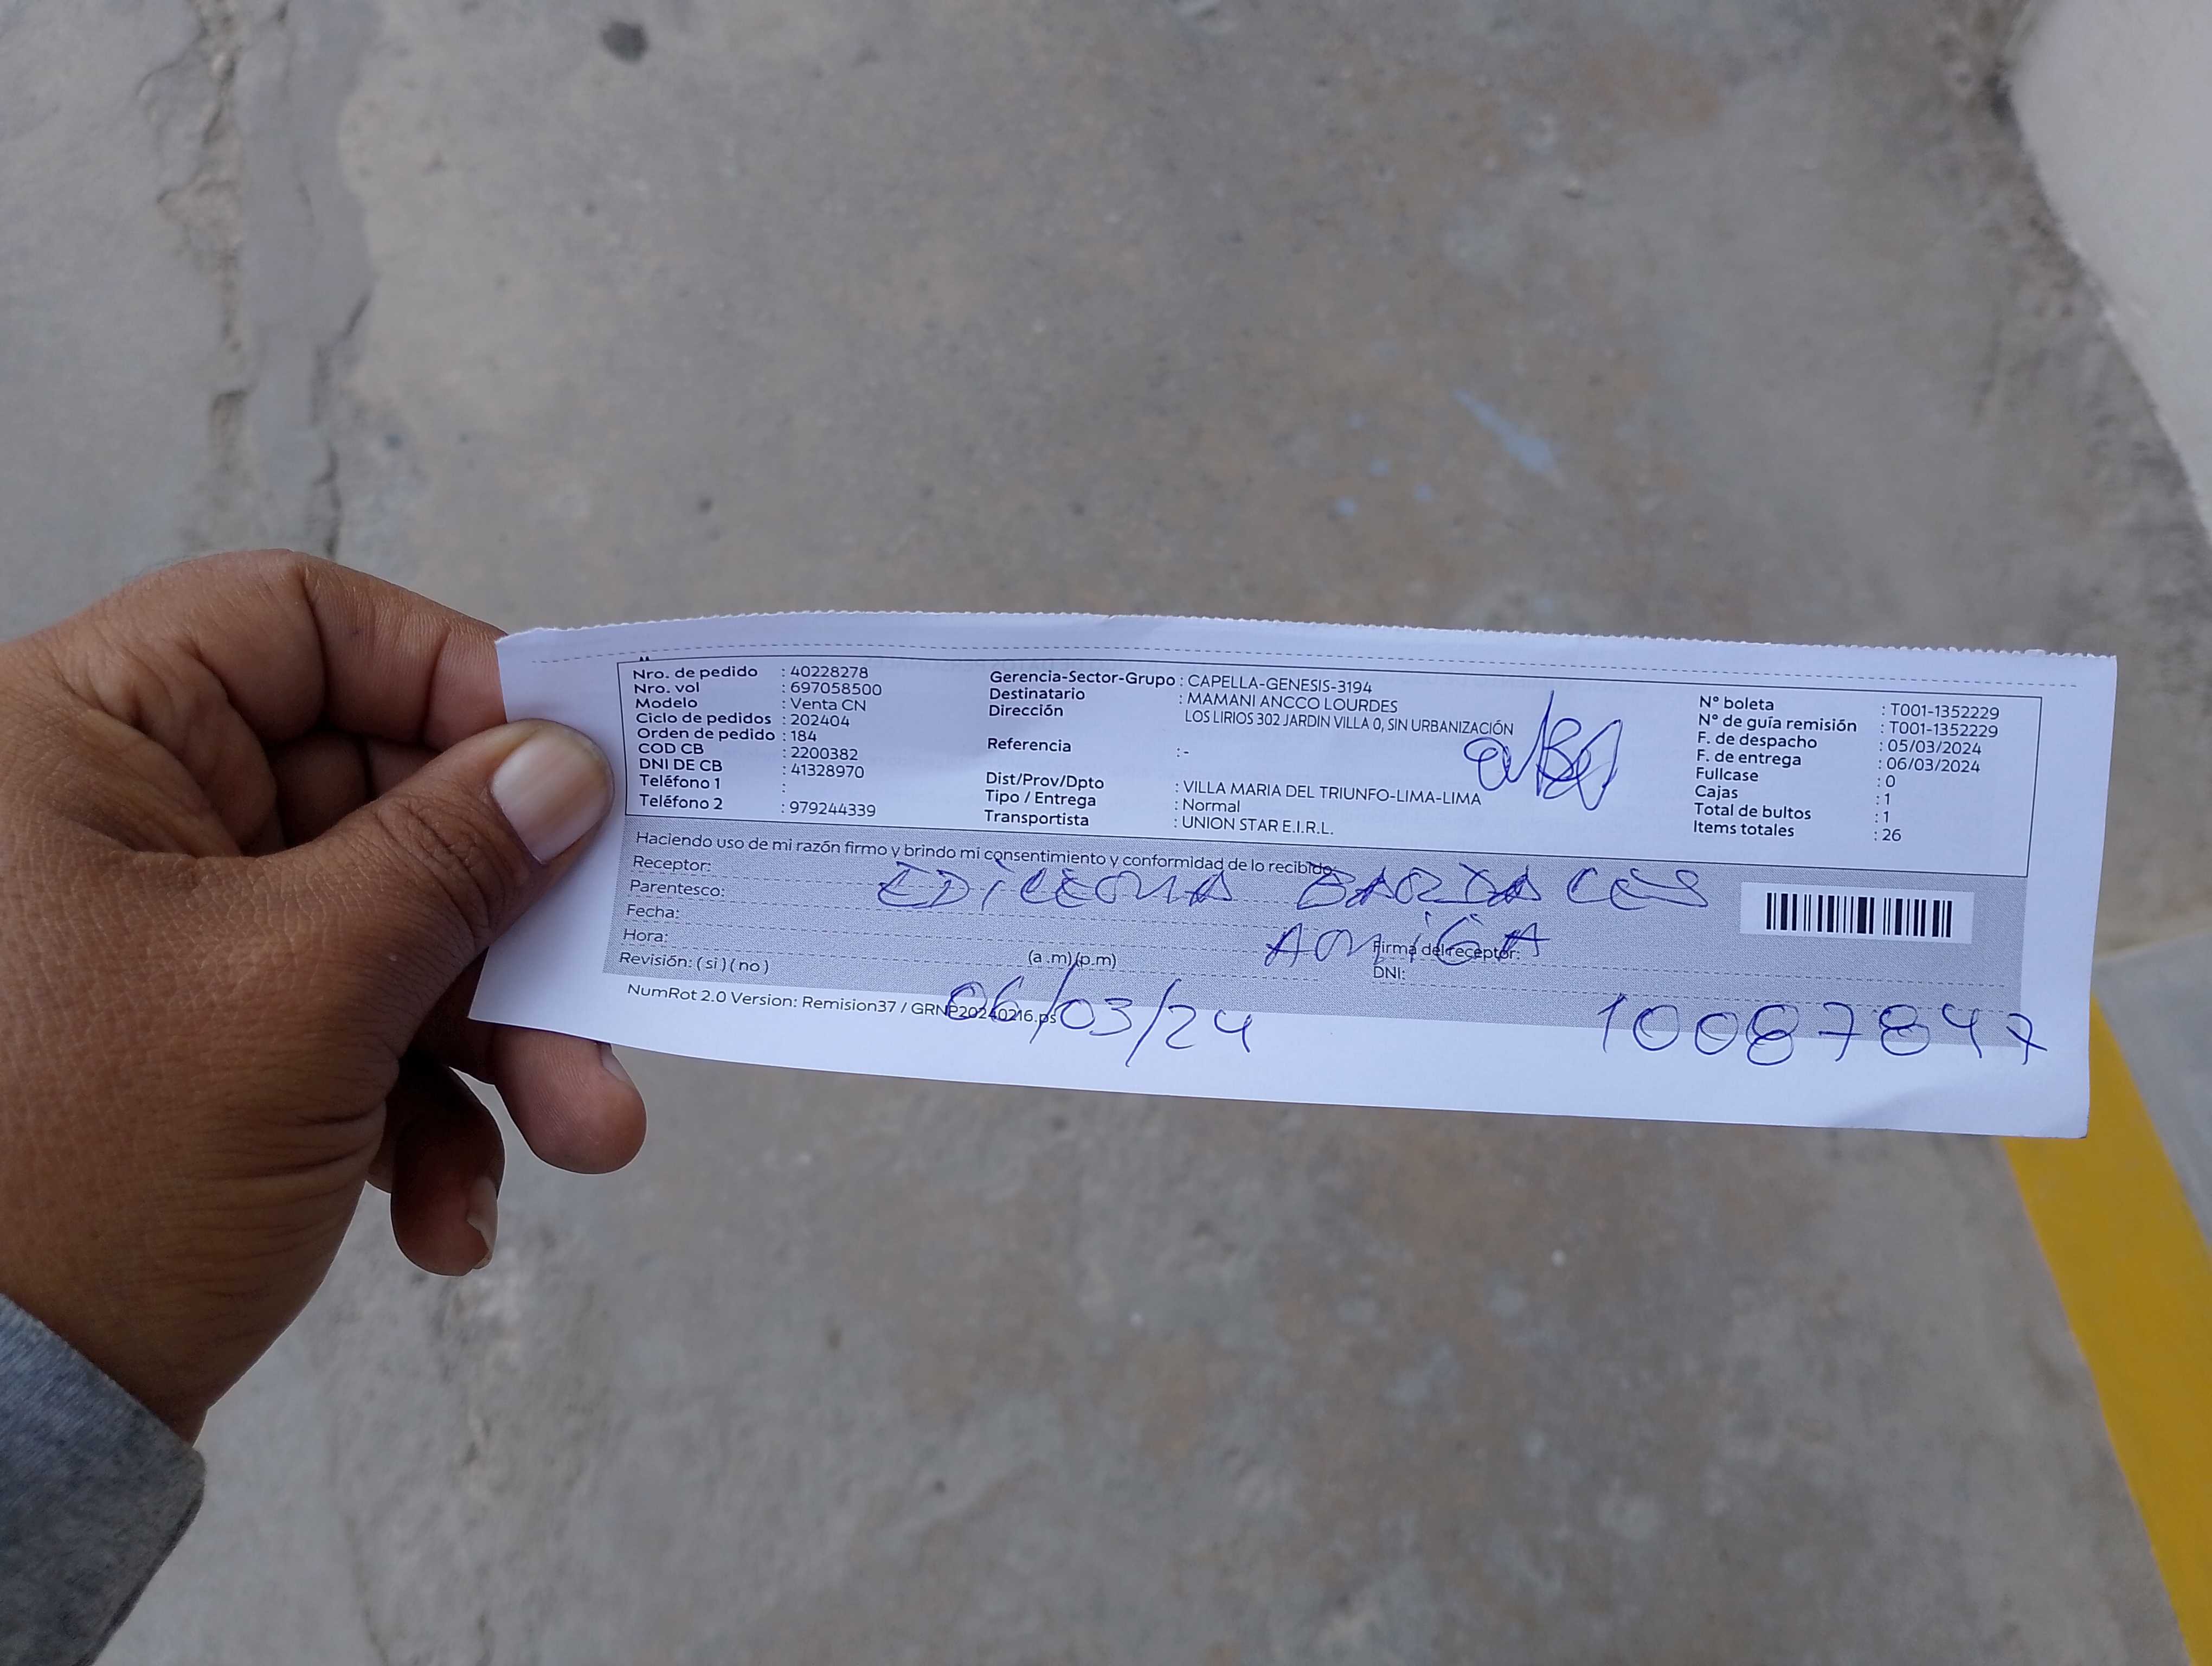 Nro. de pedido : 40228278
Nro. vol : 697058500
Modelo : Venta CN
Ciclo de pedidos : 202404
Orden de pedido : 184
COD CB : 2200382
DNI DE CB : 41328970
Teléfono 1 :
Teléfono 2 : 979244339
Gerencia-Sector-Grupo : CAPELLA-GENESIS-3194
Destinatario : MAMANI ANCCO LOURDES
Dirección LOS LIRIOS 302 JARDIN VILLA 0, SIN URBANIZACIÓN
Referencia :-
Dist/Prov/Dpto : VILLA MARIA DEL TRIUNFO-LIMA-LIMA
Tipo / Entrega : Normal
Transportista : UNION STAR E.I.R.L.
N° boleta : T001-1352229
N° de guía remisión : T001-1352229
F. de despacho : 05/03/2024
F. de entrega : 06/03/2024
Fullcase : 0
Cajas : 1
Total de bultos : 1
Items totales : 26
Haciendo uso de mi razón firmo y brindo mi consentimiento y conformidad de lo recibido
Receptor:
Parentesco: AMiGA
Fecha: 06/03/24
Hora: (a .m)(p.m)
Revisión: ( si ) ( no )
Firma del receptor:
DNI: 10087847
NumRot 2.0 Version: Remision37 / GRNP20240216.ps